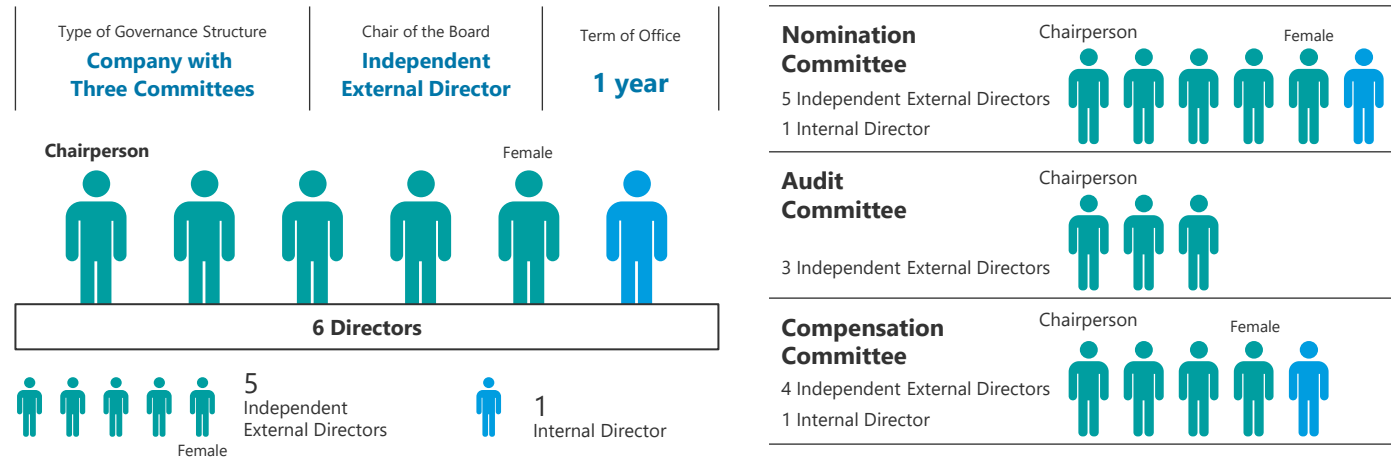 Type of Governance Structure
Company with
Three Committees
Chair of the Board
Independent
External Director
Term of Office
1 year
Chairperson
Female
6 Directors
5
Independent
External Directors
Female
1
Internal Director
Nomination
Committee
5 Independent External Directors
1 Internal Director
Chairperson
Female
Audit
Committee
3 Independent External Directors
Chairperson
Compensation
Committee
4 Independent External Directors
1 Internal Director
Chairperson
Female